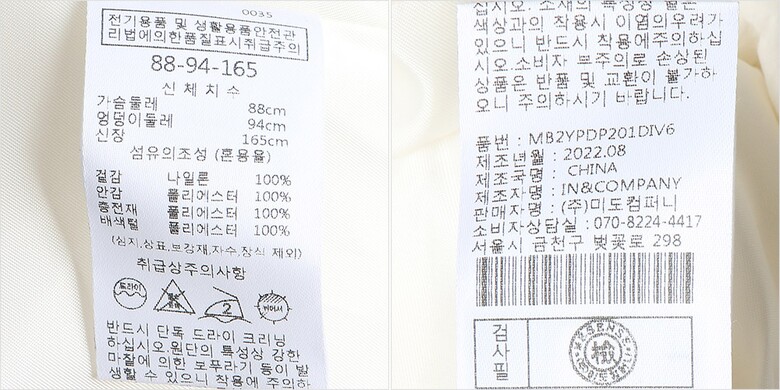 0035
전기용품 및 생활용품안전관
리법에의한품질표시취급주의
88-94-165
신 체 치 수
가슴둘레 88cm
엉덩이둘레 94cm
신장 165cm
섬유의조성 (혼용율)
겉감 나일론 100%
안감 폴리에스터 100%
충전재 폴리에스터 100%
배색털 폴리에스터 100%
(심지,상표,보강재,자수,장식 제외)
취급상주의사항
드라이
2
뉘어서
반드시 단독 드라이 크리닝
하십시오.원단의 특성상 강한
마찰에 의한 보푸라기 등이 발
생할 수 있으니 착용에 주의하
십시오. 소재의 특성상 밝은
색상과의 착용시 이염의우려가
있으니 반드시 착용에주의하십
시오.소비자 부주의로 손상된
상품은 반품 및 교환이 불가하
오니 주의하시기 바랍니다.
품번 : MB2YPDP201DIV6
제조년월 : 2022.08
제조국명 : CHINA
제조자명 : IN&COMPANY
판매자명 : (주)미도컴퍼니
소비자상담실 : 070-8224-4417
서울시 금천구 벚꽃로 298
검사필
檢